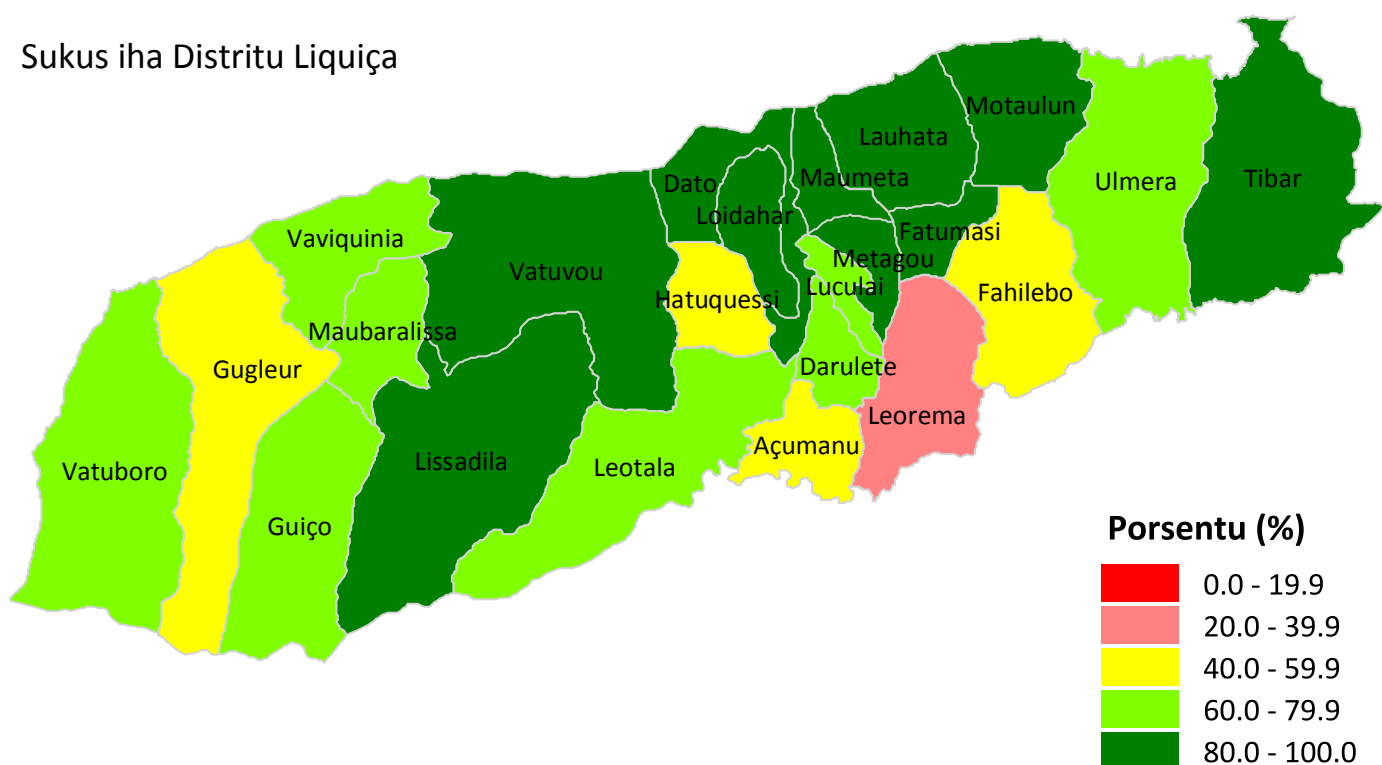 Sukus iha Distritu Liquiça
Motaulun
Lauhata
Maumeta
Dato
Ulmera
Tibar
Loidahar
Fatumasi
Vaviquinia
Metagou
Vatuvou
Luculai
Fahilebo
Hatuquessi
Maubaralissa
Gugleur
Darulete
Leorema
Açumanu
Vatuboro
Lissadila
Leotala
Guiço
Porsentu (%)
0.0 - 19.9
20.0 - 39.9
40.0 - 59.9
60.0 - 79.9
80.0 - 100.0